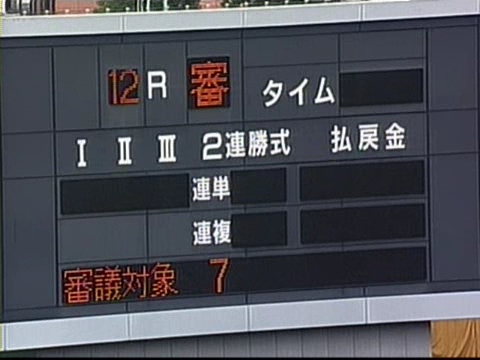 12R 審 タイム
Ⅰ Ⅱ Ⅲ 2連勝式 払戻金
連単
連複
審議対象 7